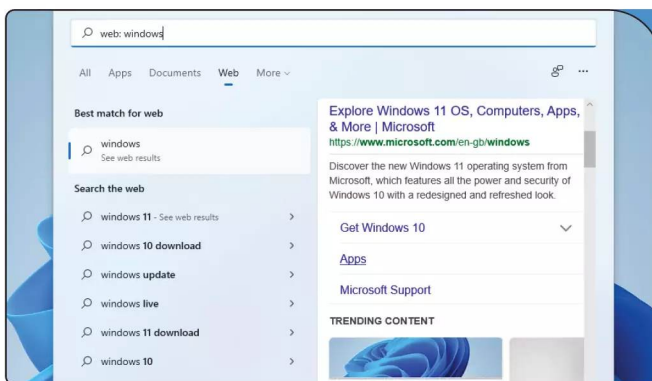 web: windows
All Apps Documents Web More
Best match for web
windows
See web results
Search the web
windows 11 - See web results
windows 10 download
windows update
windows live
windows 11 download
windows 10
Explore Windows 11 OS, Computers, Apps,
& More | Microsoft
https://www.microsoft.com/en-gb/windows
Discover the new Windows 11 operating system from
Microsoft, which features all the power and security of
Windows 10 with a redesigned and refreshed look.
Get Windows 10
Apps
Microsoft Support
TRENDING CONTENT